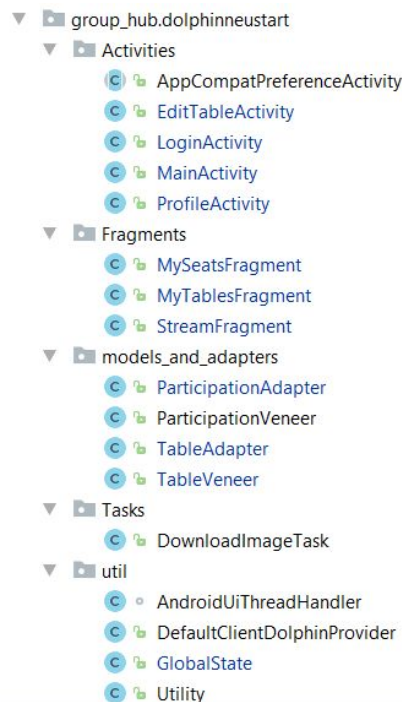 group_hub.dolphinneustart
Activities
C AppCompatPreferenceActivity
C EditTableActivity
C LoginActivity
C MainActivity
C ProfileActivity
Fragments
C MySeatsFragment
C MyTablesFragment
C StreamFragment
models_and_adapters
C ParticipationAdapter
C ParticipationVeneer
C TableAdapter
C TableVeneer
Tasks
C DownloadImageTask
util
C AndroidUiThreadHandler
C DefaultClientDolphinProvider
C GlobalState
C Utility